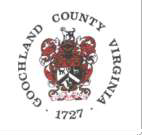 GOOCHLAND COUNTY VIRGINIA
· 1727 ·